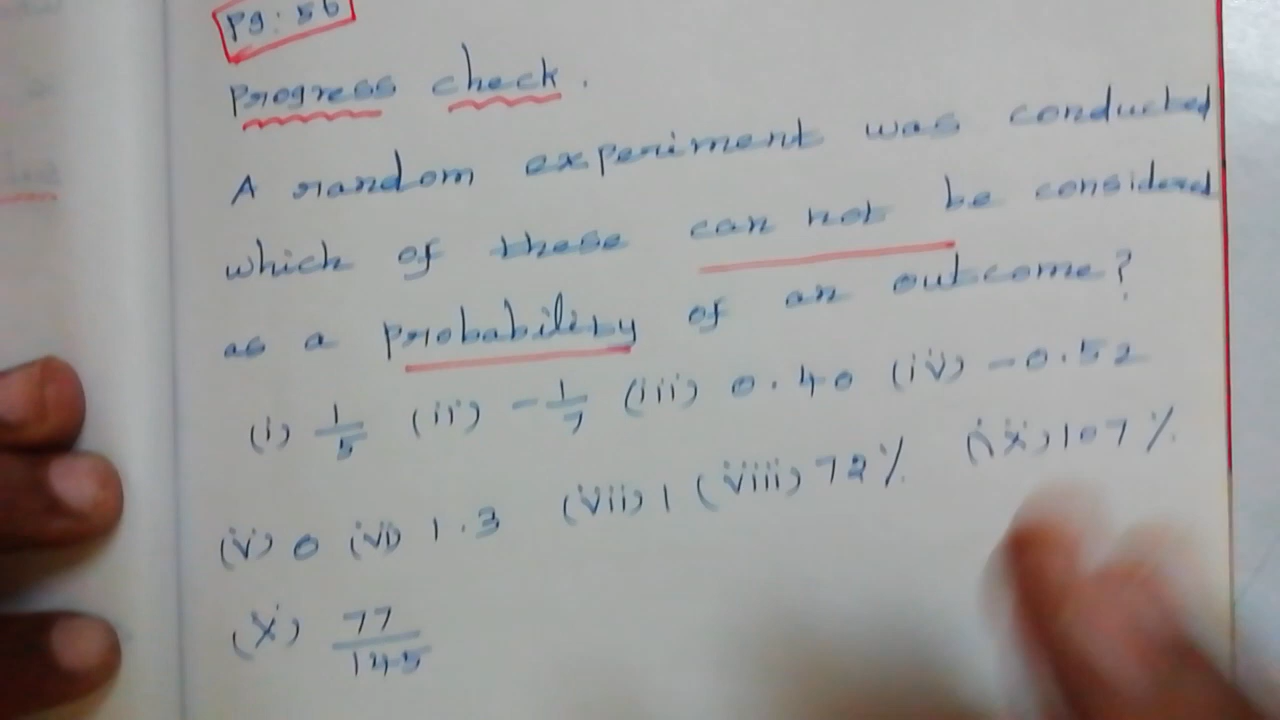 Pg: 56
Progress check.
A random experiment was conducted
which of these can not be considered
as a probability of an outcome?
(i) 1/5 (ii) -1/7 (iii) 0.40 (iv) -0.52
(v) 0 (vi) 1.3 (vii) 1 (viii) 72% (ix) 107%
(x) 77/145